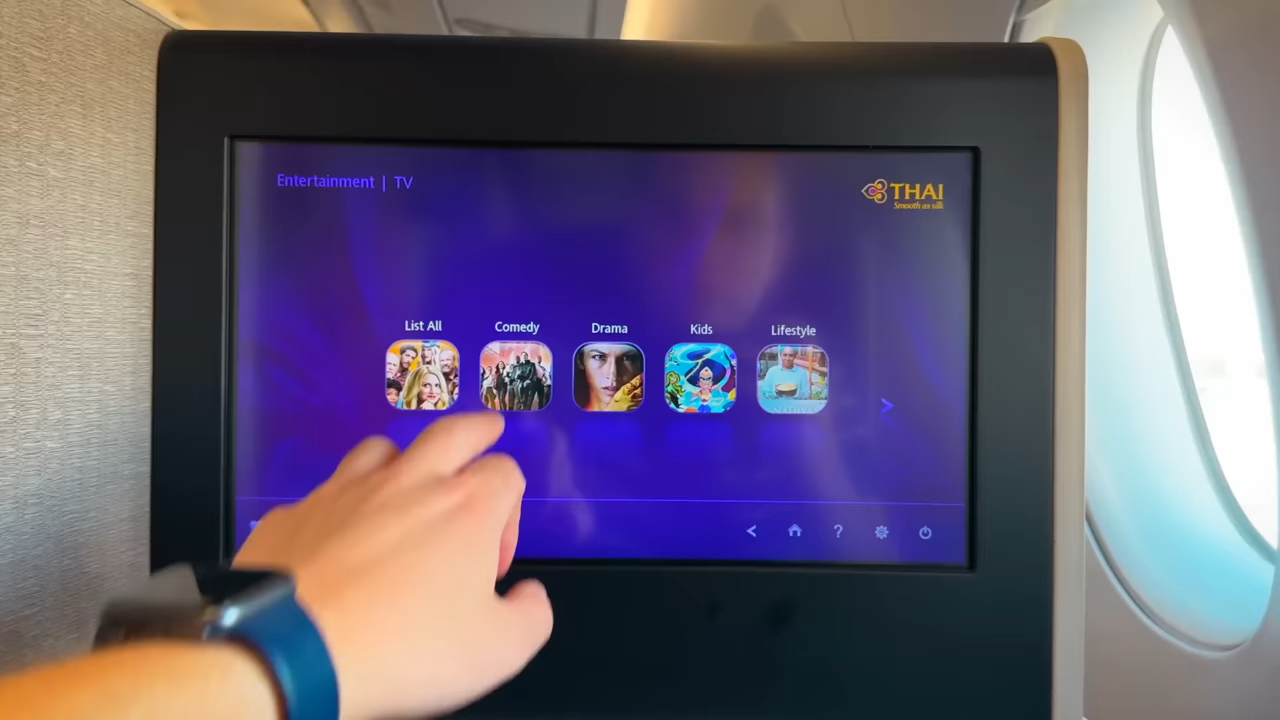 Entertainment | TV
THAI
Smooth as silk
List All
Comedy
Drama
Kids
Lifestyle
?